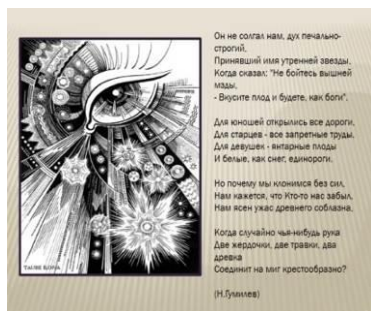 Он не солгал нам, дух печально-
строгий,
Принявший имя утренней звезды,
Когда сказал: "Не бойтесь вышней
мзды,
- Вкусите плод и будете, как боги".

Для юношей открылись все дороги,
Для старцев - все запретные труды,
Для девушек - янтарные плоды
И белые, как снег, единороги.

Но почему мы клонимся без сил,
Нам кажется, что Кто-то нас забыл,
Нам ясен ужас древнего соблазна,

Когда случайно чья-нибудь рука
Две жердочки, две травки, два
древка
Соединит на миг крестообразно?

(Н.Гумилев)